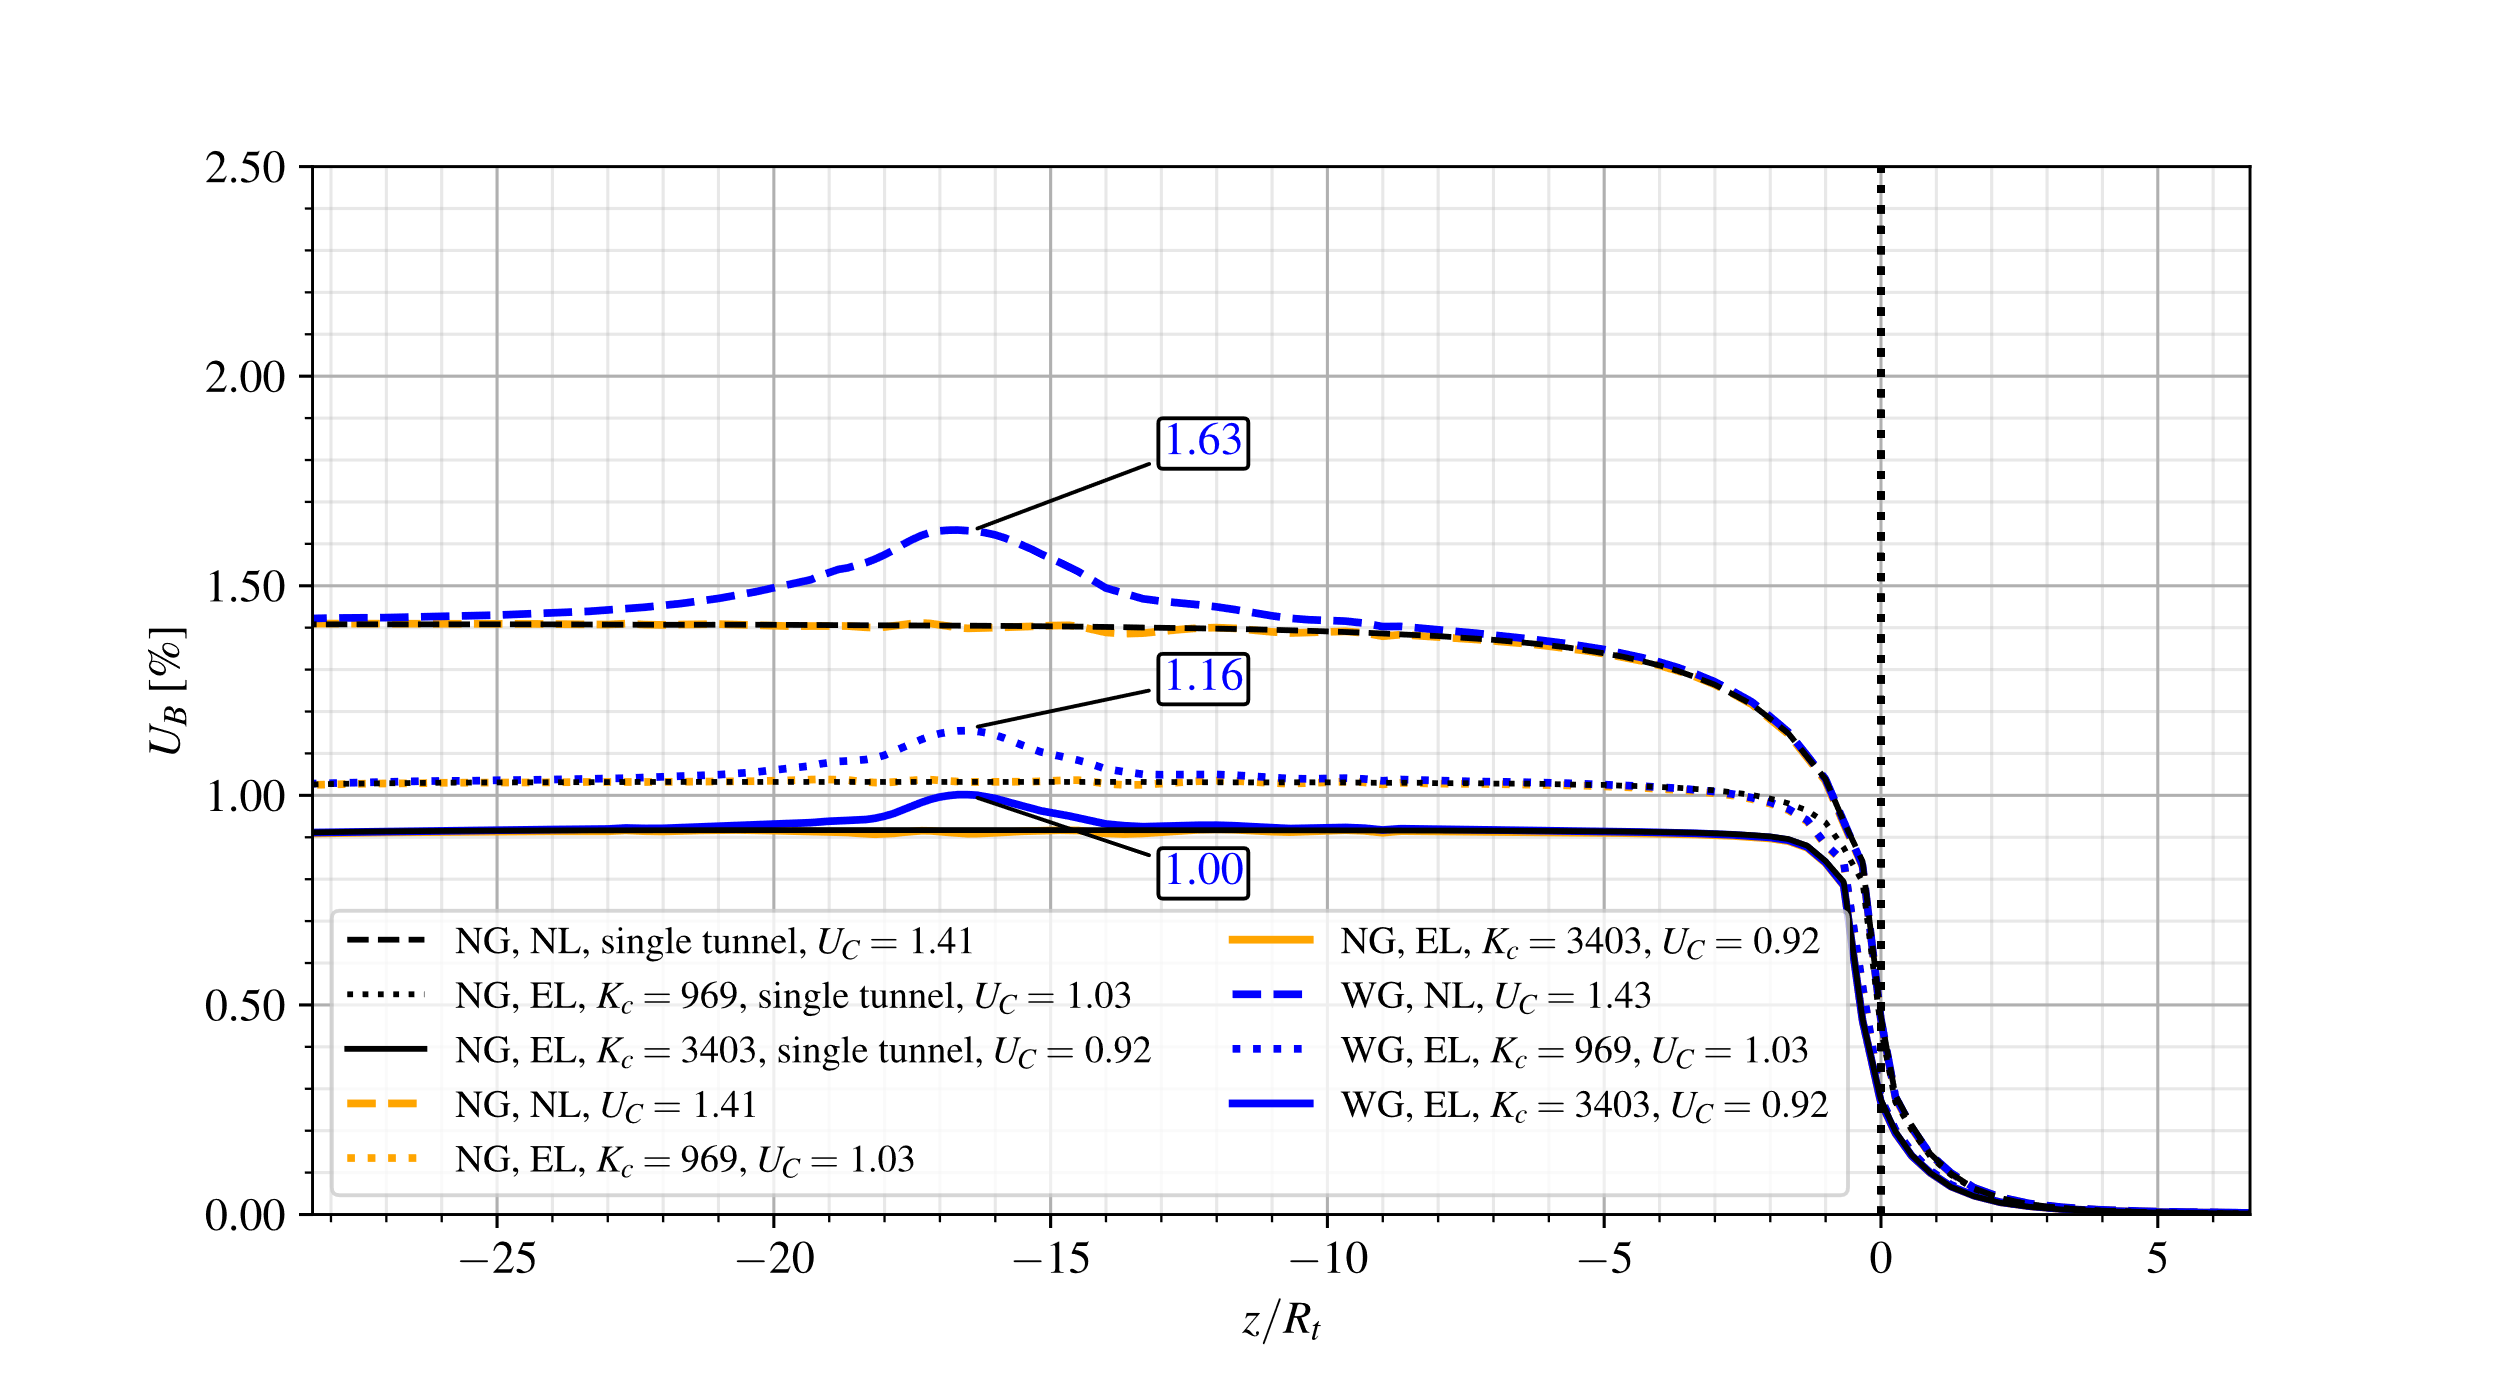 2.50
2.00
1.50
1.00
0.50
0.00
U_B [%]
1.63
1.16
1.00
NG, NL, single tunnel, U_C = 1.41
NG, EL, K_c = 969, single tunnel, U_C = 1.03
NG, EL, K_c = 3403, single tunnel, U_C = 0.92
NG, NL, U_C = 1.41
NG, EL, K_c = 969, U_C = 1.03
NG, EL, K_c = 3403, U_C = 0.92
WG, NL, U_C = 1.43
WG, EL, K_c = 969, U_C = 1.03
WG, EL, K_c = 3403, U_C = 0.92
−25 −20 −15 −10 −5 0 5
z/R_t